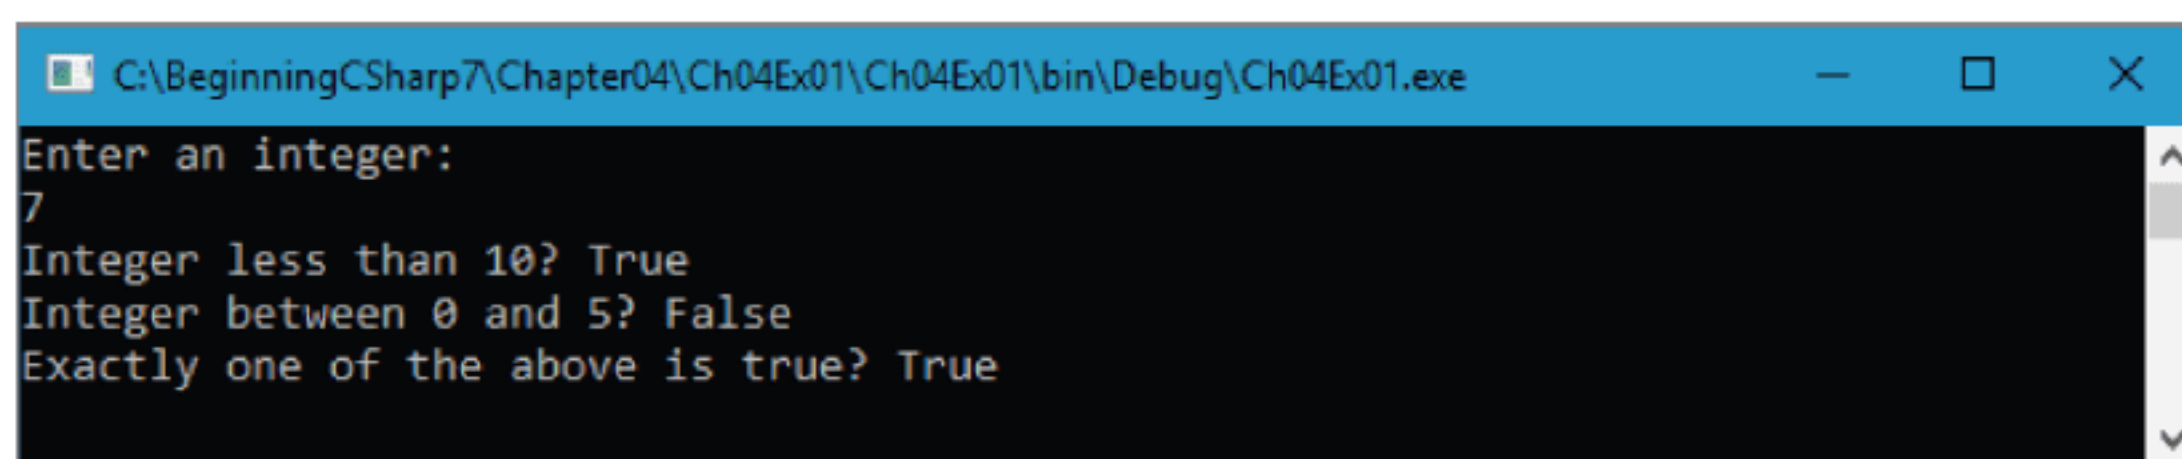 C:\BeginningCSharp7\Chapter04\Ch04Ex01\Ch04Ex01\bin\Debug\Ch04Ex01.exe
Enter an integer:
7
Integer less than 10? True
Integer between 0 and 5? False
Exactly one of the above is true? True